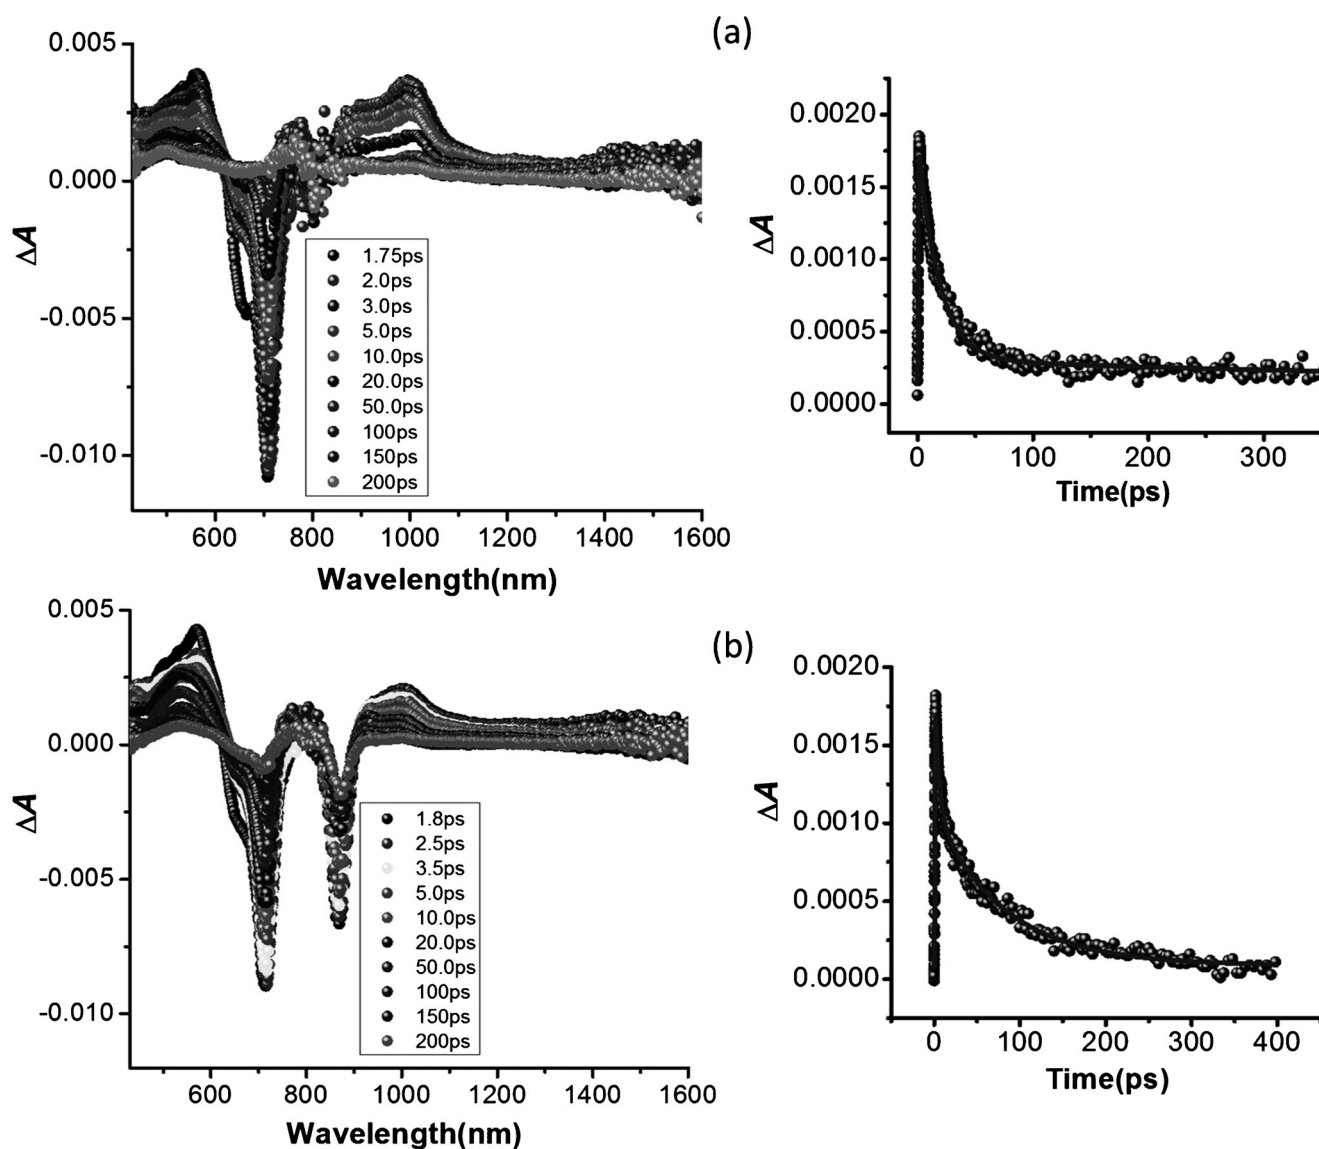 (a)
0.005
0.000
-0.005
-0.010
ΔA
1.75ps
2.0ps
3.0ps
5.0ps
10.0ps
20.0ps
50.0ps
100ps
150ps
200ps
600 800 1000 1200 1400 1600
Wavelength(nm)
0.0020
0.0015
0.0010
0.0005
0.0000
ΔA
0 100 200 300
Time(ps)
(b)
0.005
0.000
-0.005
-0.010
ΔA
1.8ps
2.5ps
3.5ps
5.0ps
10.0ps
20.0ps
50.0ps
100ps
150ps
200ps
600 800 1000 1200 1400 1600
Wavelength(nm)
0.0020
0.0015
0.0010
0.0005
0.0000
ΔA
0 100 200 300 400
Time(ps)